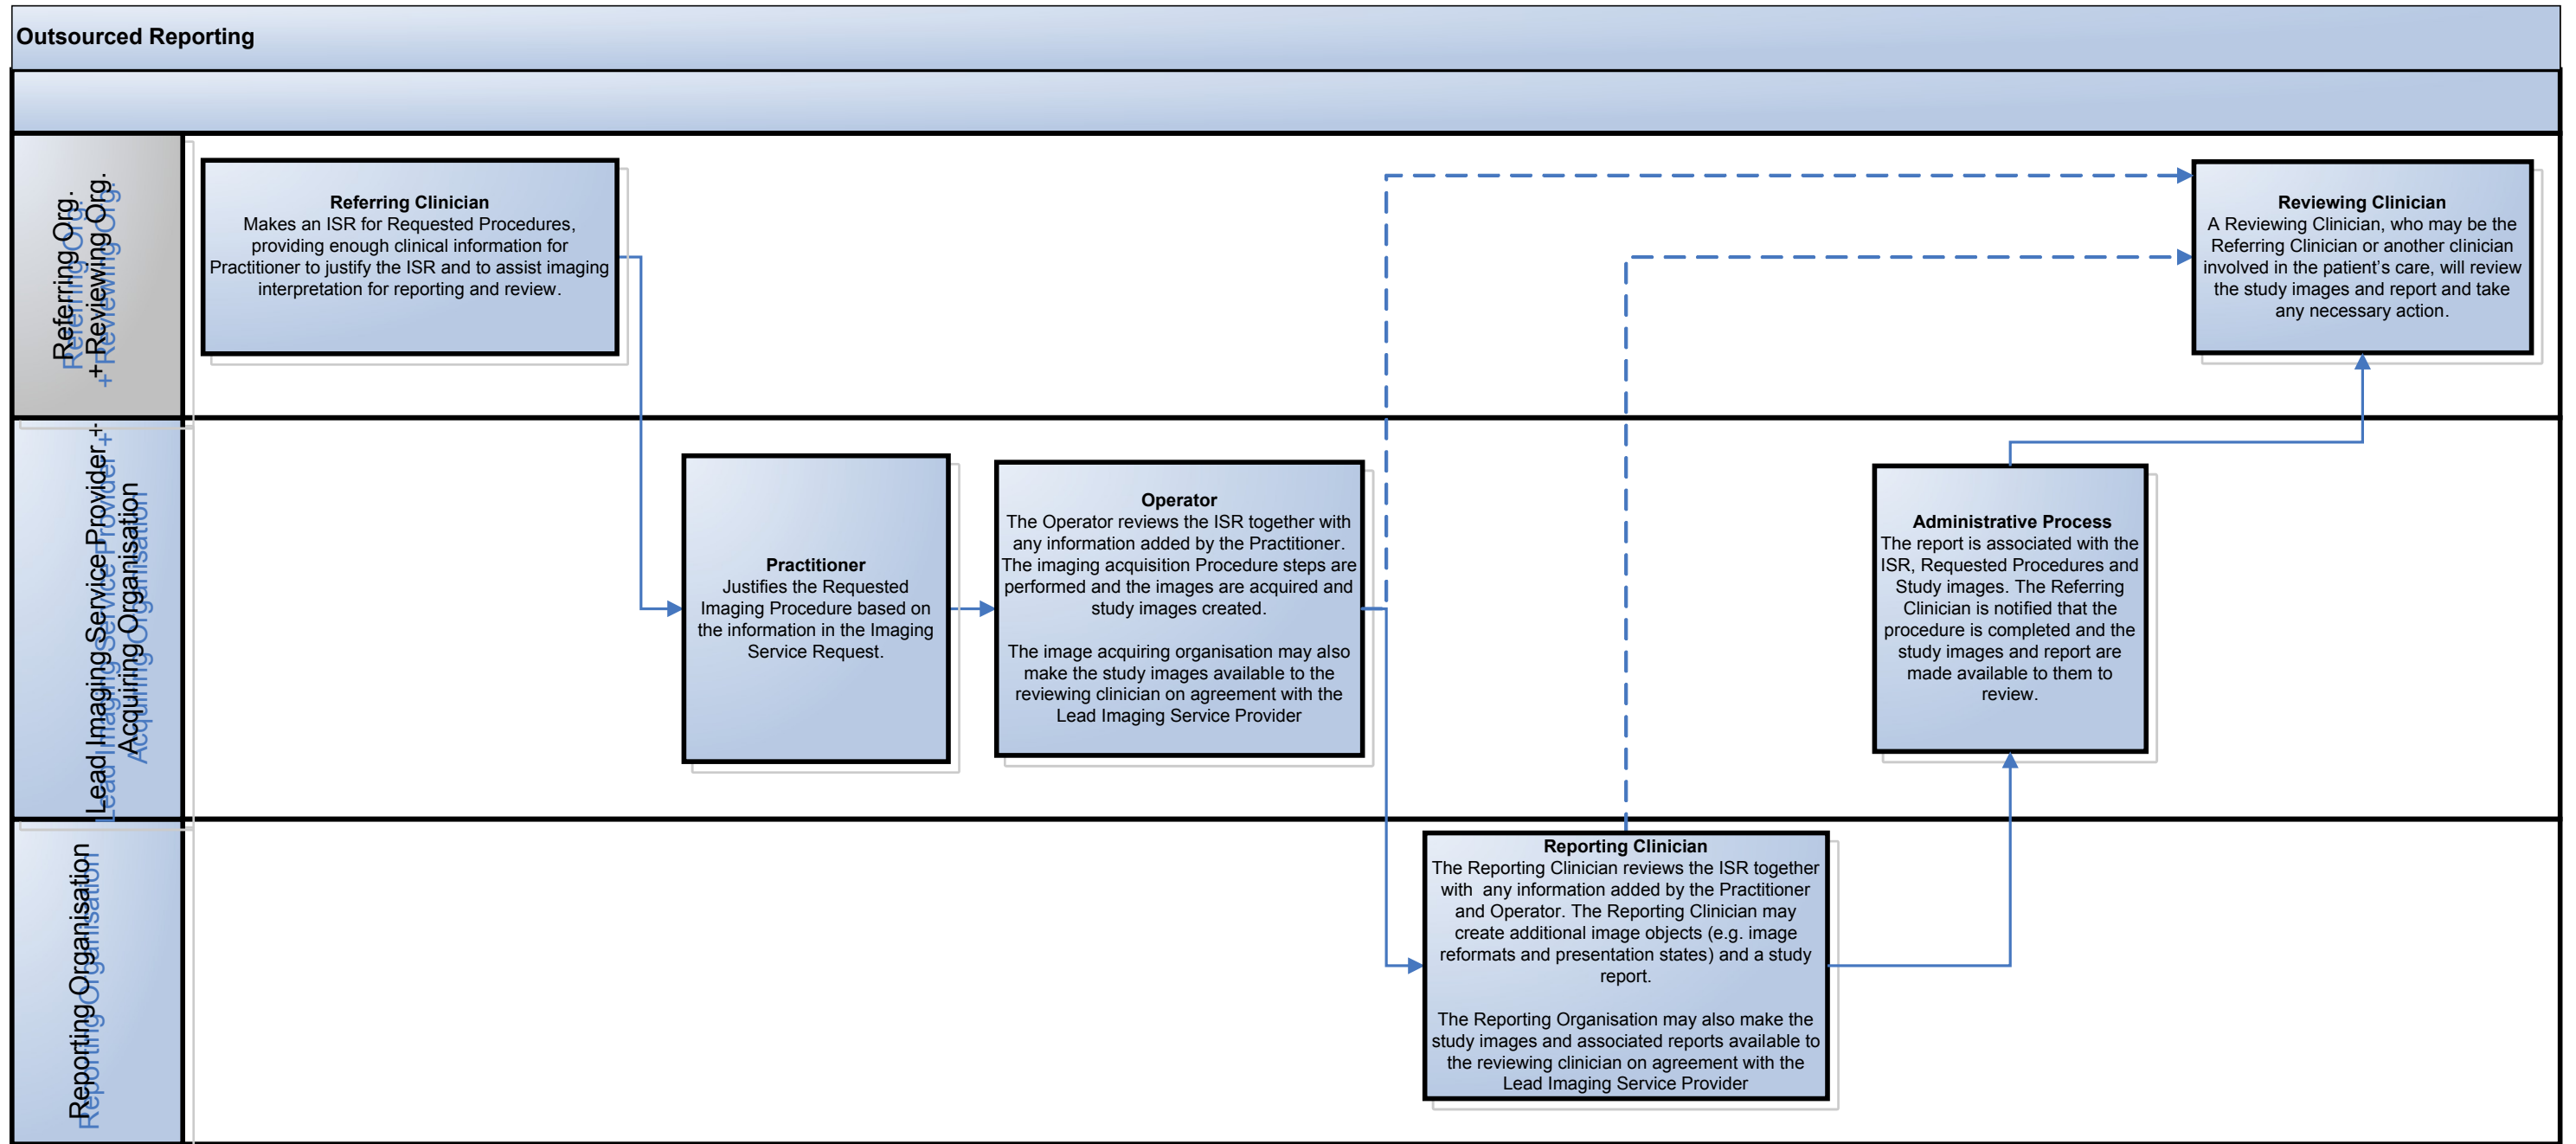 Outsourced Reporting
Referring Org.
+ Reviewing Org.
Referring Clinician
Makes an ISR for Requested Procedures,
providing enough clinical information for
Practitioner to justify the ISR and to assist imaging
interpretation for reporting and review.
Reviewing Clinician
A Reviewing Clinician, who may be the
Referring Clinician or another clinician
involved in the patient's care, will review
the study images and report and take
any necessary action.
Lead Imaging Service Provider +
Acquiring Organisation
Practitioner
Justifies the Requested
Imaging Procedure based on
the information in the Imaging
Service Request.
Operator
The Operator reviews the ISR together with
any information added by the Practitioner.
The imaging acquisition Procedure steps are
performed and the images are acquired and
study images created.
The image acquiring organisation may also
make the study images available to the
reviewing clinician on agreement with the
Lead Imaging Service Provider
Administrative Process
The report is associated with the
ISR, Requested Procedures and
Study images. The Referring
Clinician is notified that the
procedure is completed and the
study images and report are
made available to them to
review.
Reporting Organisation
Reporting Clinician
The Reporting Clinician reviews the ISR together
with any information added by the Practitioner
and Operator. The Reporting Clinician may
create additional image objects (e.g. image
reformats and presentation states) and a study
report.
The Reporting Organisation may also make the
study images and associated reports available to
the reviewing clinician on agreement with the
Lead Imaging Service Provider